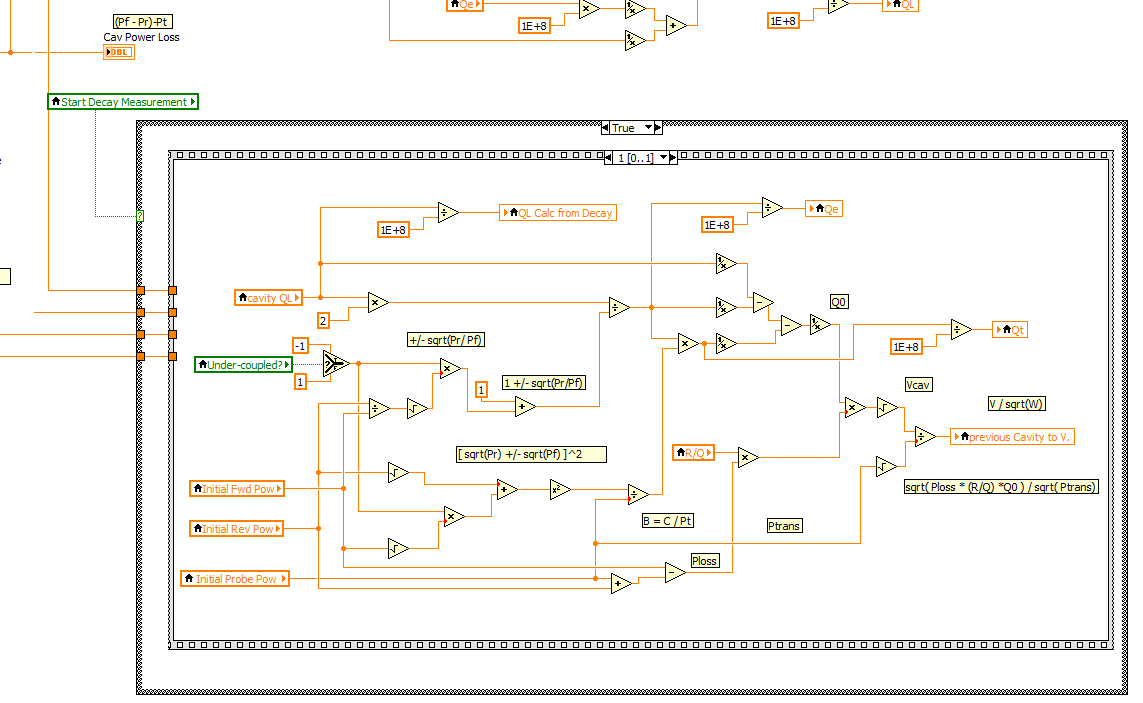 Qe
1E+8
1E+8
QL
(Pf - Pr)-Pt
Cav Power Loss
DBL
Start Decay Measurement
True
1 [0..1]
1E+8
QL Calc from Decay
1E+8
Qe
cavity QL
2
Q0
+/- sqrt(Pr/Pf)
1E+8
Qt
-1
Under-coupled?
1
1
1 +/- sqrt(Pr/Pf)
Vcav
V / sqrt(W)
previous Cavity to V.
[ sqrt(Pr) +/- sqrt(Pf) ]^2
R/Q
Initial Fwd Pow
sqrt( Ploss * (R/Q) *Q0 ) / sqrt( Ptrans)
B = C / Pt
Ptrans
Initial Rev Pow
Ploss
Initial Probe Pow